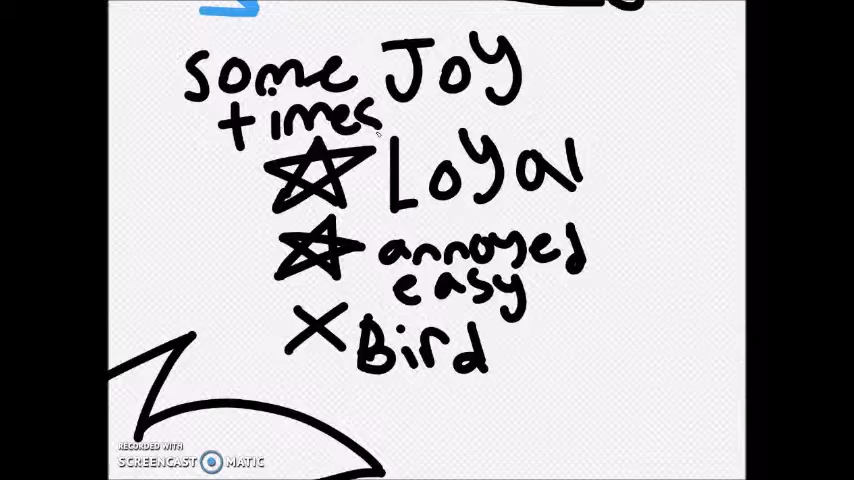 some Joy
times
Loyal
annoyed
easy
Bird
RECORDED WITH
SCREENCAST MATIC